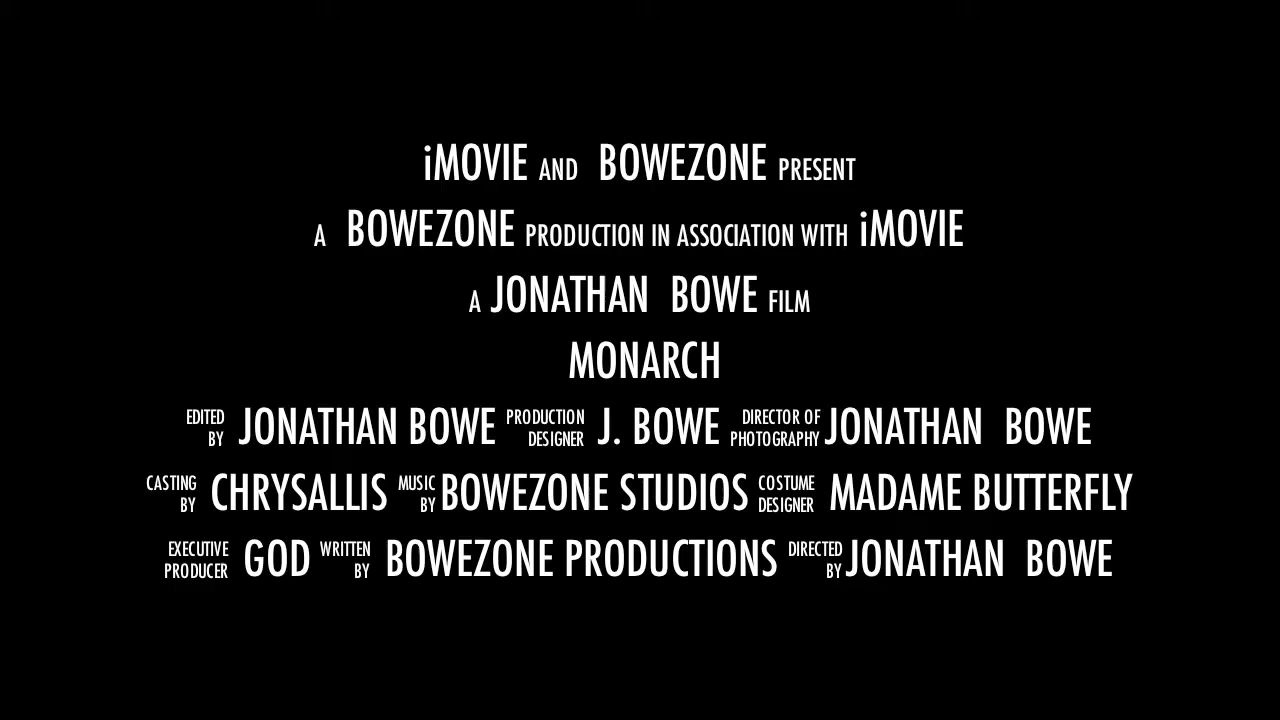 iMOVIE AND BOWEZONE PRESENT
A BOWEZONE PRODUCTION IN ASSOCIATION WITH iMOVIE
A JONATHAN BOWE FILM
MONARCH
EDITED BY JONATHAN BOWE PRODUCTION DESIGNER J. BOWE DIRECTOR OF PHOTOGRAPHY JONATHAN BOWE
CASTING BY CHRYSALLIS MUSIC BY BOWEZONE STUDIOS COSTUME DESIGNER MADAME BUTTERFLY
EXECUTIVE PRODUCER GOD WRITTEN BY BOWEZONE PRODUCTIONS DIRECTED BY JONATHAN BOWE